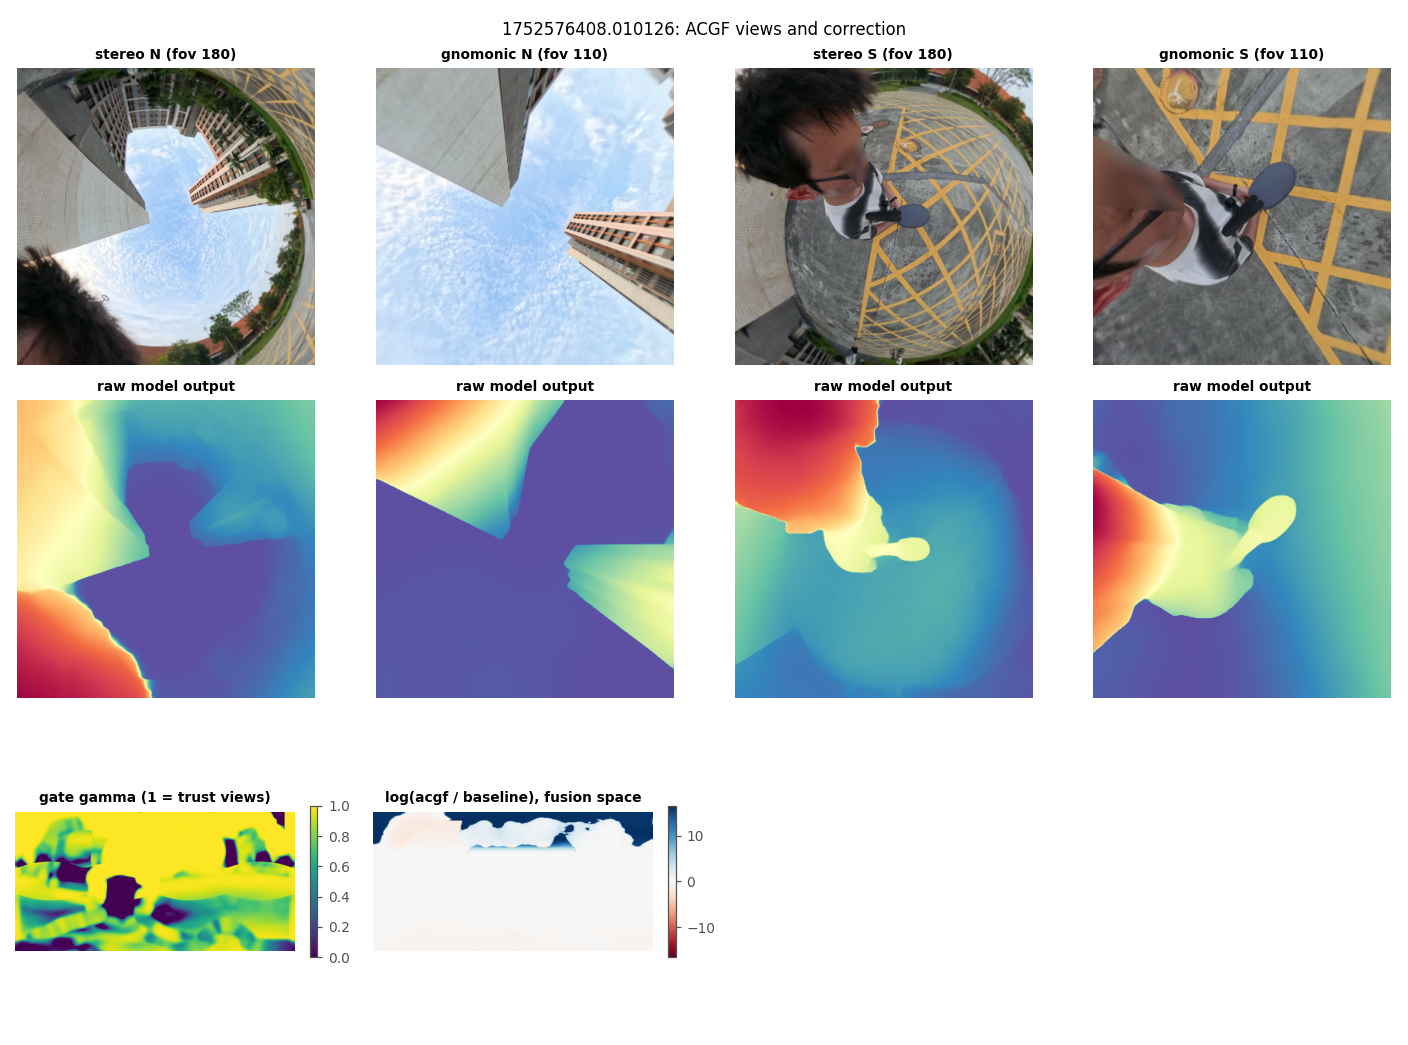 1752576408.010126: ACGF views and correction
stereo N (fov 180)
gnomonic N (fov 110)
stereo S (fov 180)
gnomonic S (fov 110)
raw model output
raw model output
raw model output
raw model output
gate gamma (1 = trust views)
1.0
0.8
0.6
0.4
0.2
0.0
log(acgf / baseline), fusion space
10
0
−10